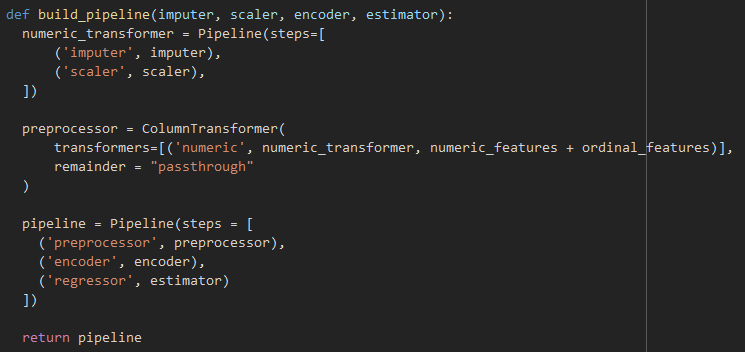 def build_pipeline(imputer, scaler, encoder, estimator):
  numeric_transformer = Pipeline(steps=[
      ('imputer', imputer),
      ('scaler', scaler),
  ])

  preprocessor = ColumnTransformer(
      transformers=[('numeric', numeric_transformer, numeric_features + ordinal_features)],
      remainder = "passthrough"
  )

  pipeline = Pipeline(steps = [
    ('preprocessor', preprocessor),
    ('encoder', encoder),
    ('regressor', estimator)
  ])

  return pipeline